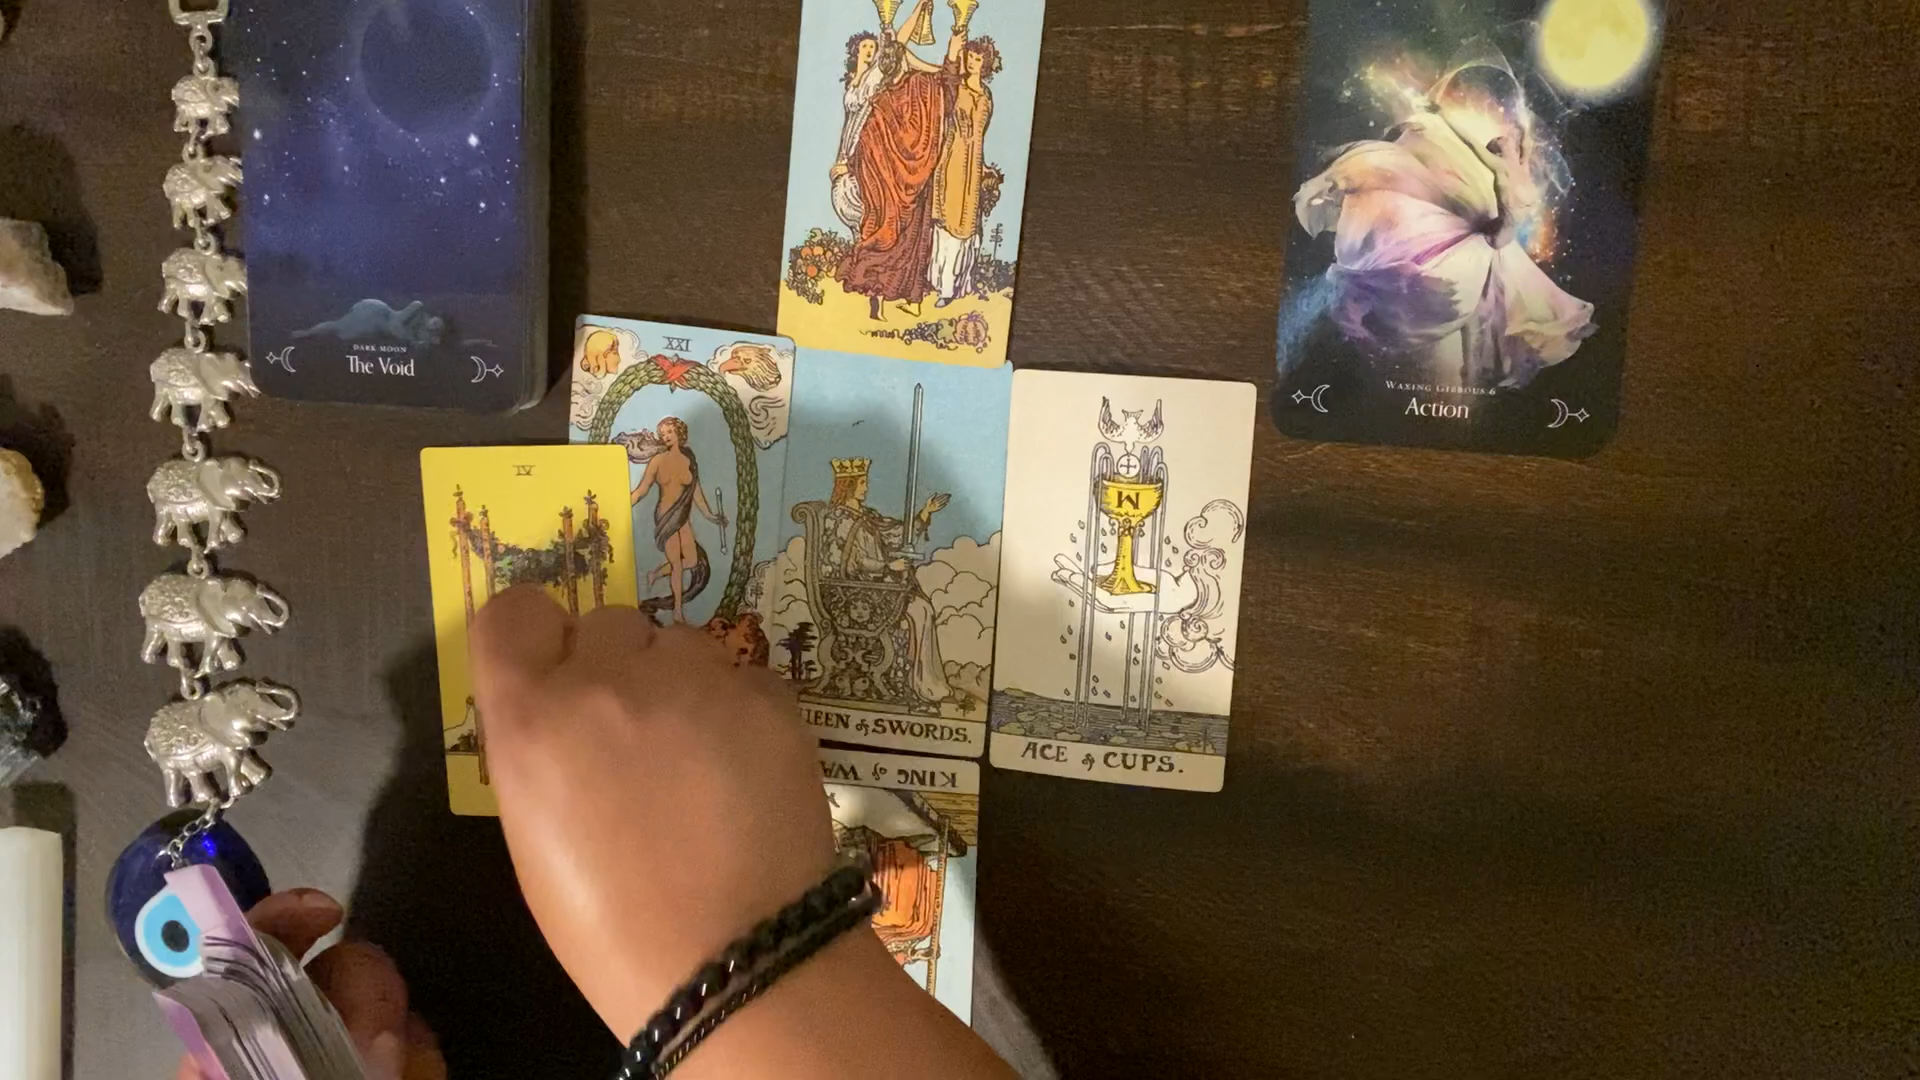 DARK MOON
The Void
WAXING GIBBOUS 6
Action
XXI
IV
QUEEN of SWORDS.
ACE of CUPS.
KING of WA